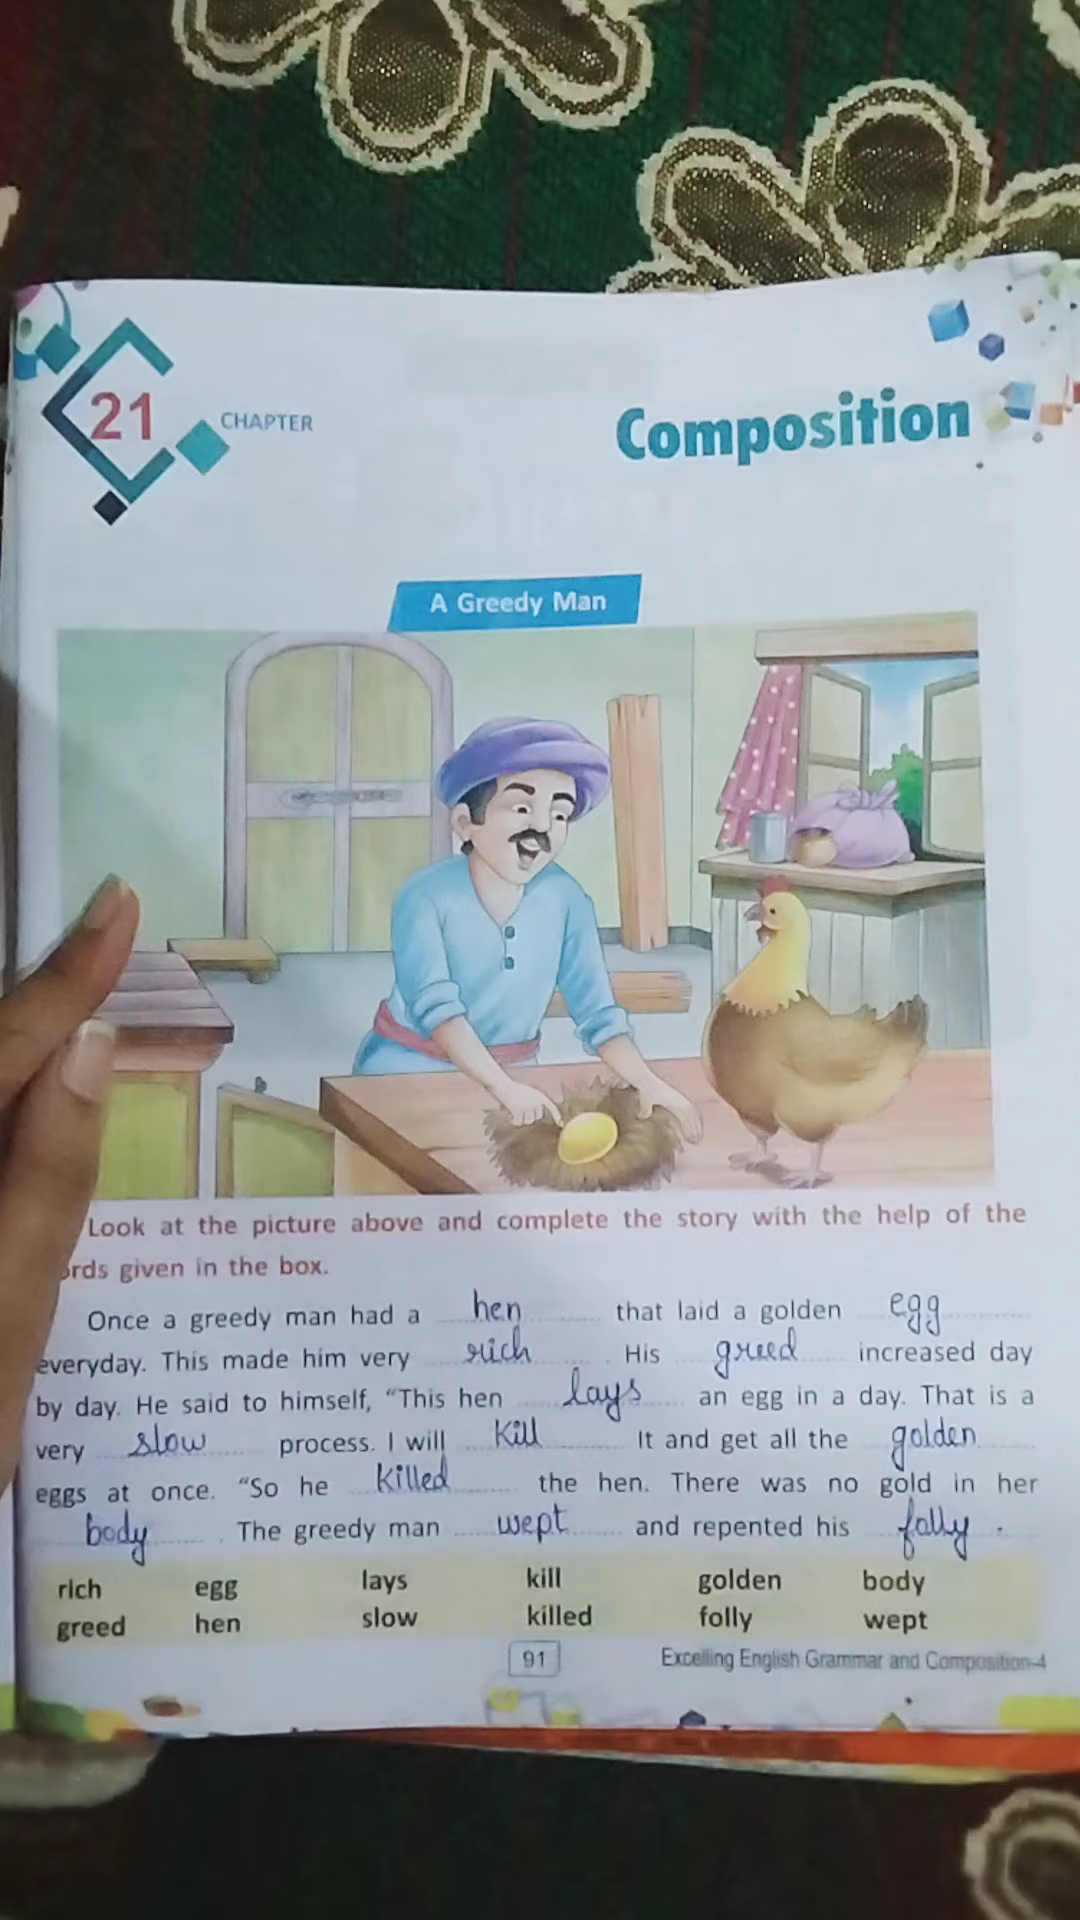 21
CHAPTER
Composition
A Greedy Man
Look at the picture above and complete the story with the help of the
ords given in the box.
Once a greedy man had a hen that laid a golden egg
everyday. This made him very rich . His greed increased day
by day. He said to himself, “This hen lays an egg in a day. That is a
very slow process. I will kill It and get all the golden
eggs at once. “So he killed the hen. There was no gold in her
body . The greedy man wept and repented his folly .
rich egg lays kill golden body
greed hen slow killed folly wept
91
Excelling English Grammar and Composition-4